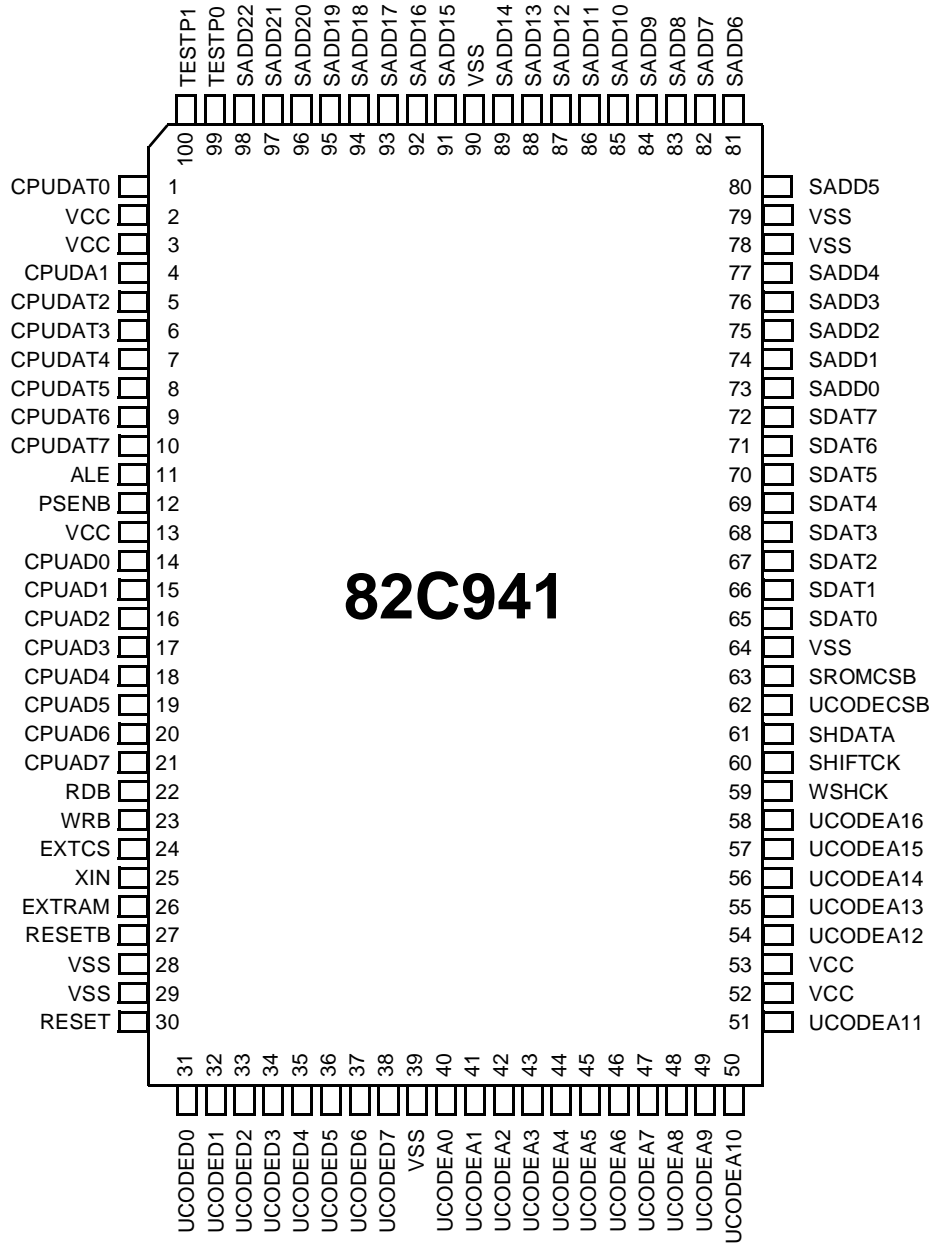 TESTP1
TESTP0
SADD22
SADD21
SADD20
SADD19
SADD18
SADD17
SADD16
SADD15
VSS
SADD14
SADD13
SADD12
SADD11
SADD10
SADD9
SADD8
SADD7
SADD6
100
99
98
97
96
95
94
93
92
91
90
89
88
87
86
85
84
83
82
81
CPUDAT0 1 80 SADD5
VCC 2 79 VSS
VCC 3 78 VSS
CPUDA1 4 77 SADD4
CPUDAT2 5 76 SADD3
CPUDAT3 6 75 SADD2
CPUDAT4 7 74 SADD1
CPUDAT5 8 73 SADD0
CPUDAT6 9 72 SDAT7
CPUDAT7 10 71 SDAT6
ALE 11 70 SDAT5
PSENB 12 69 SDAT4
VCC 13 68 SDAT3
CPUAD0 14 67 SDAT2
CPUAD1 15 66 SDAT1
CPUAD2 16 65 SDAT0
82C941
CPUAD3 17 64 VSS
CPUAD4 18 63 SROMCSB
CPUAD5 19 62 UCODECSB
CPUAD6 20 61 SHDATA
CPUAD7 21 60 SHIFTCK
RDB 22 59 WSHCK
WRB 23 58 UCODEA16
EXTCS 24 57 UCODEA15
XIN 25 56 UCODEA14
EXTRAM 26 55 UCODEA13
RESETB 27 54 UCODEA12
VSS 28 53 VCC
VSS 29 52 VCC
RESET 30 51 UCODEA11
31
32
33
34
35
36
37
38
39
40
41
42
43
44
45
46
47
48
49
50
UCODED0
UCODED1
UCODED2
UCODED3
UCODED4
UCODED5
UCODED6
UCODED7
VSS
UCODEA0
UCODEA1
UCODEA2
UCODEA3
UCODEA4
UCODEA5
UCODEA6
UCODEA7
UCODEA8
UCODEA9
UCODEA10